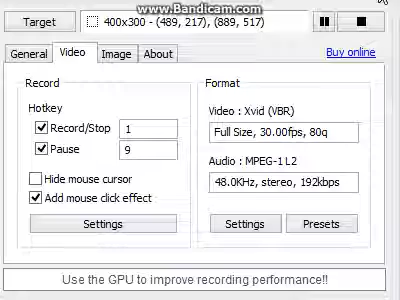 www.Bandicam.com
Target
400x300 - (489, 217), (889, 517)
General Video Image About
Buy online
Record
Hotkey
Record/Stop 1
Pause 9
Hide mouse cursor
Add mouse click effect
Settings
Format
Video : Xvid (VBR)
Full Size, 30.00fps, 80q
Audio : MPEG-1 L2
48.0KHz, stereo, 192kbps
Settings Presets
Use the GPU to improve recording performance!!